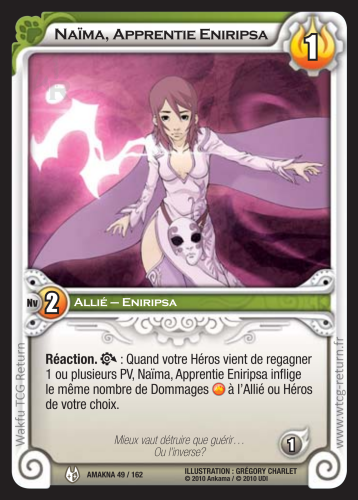 Naïma, Apprentie Eniripsa
1
Nv 2
Allié – Eniripsa
Réaction. : Quand votre Héros vient de regagner
1 ou plusieurs PV, Naïma, Apprentie Eniripsa inflige
le même nombre de Dommages à l'Allié ou Héros
de votre choix.
Mieux vaut détruire que guérir…
Ou l'inverse?
1
AMAKNA 49 / 162
ILLUSTRATION : GRÉGORY CHARLET
© 2010 Ankama / © 2010 UDI
Wakfu TCG Return
www.wtcg-return.fr